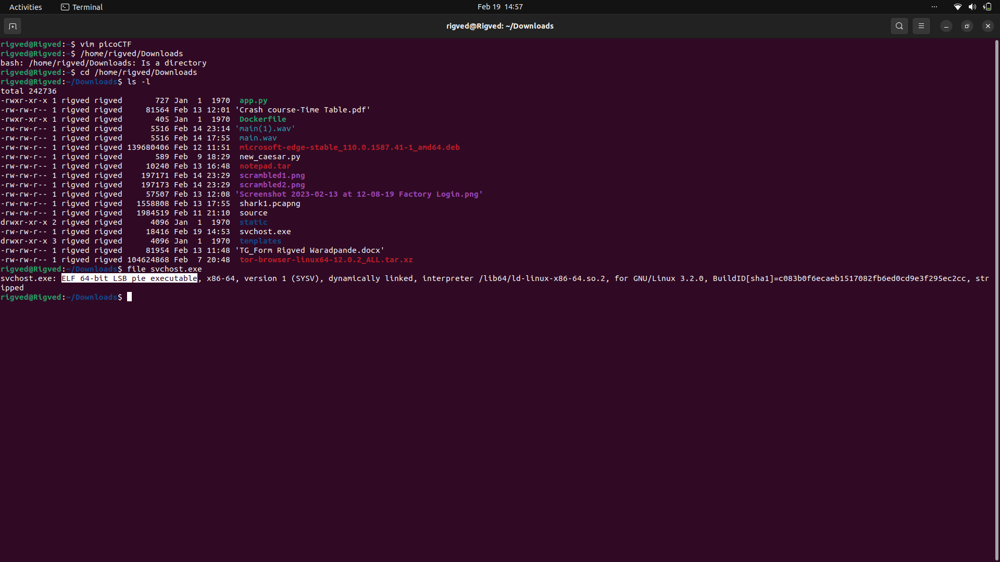 Activities Terminal Feb 19 14:57
rigved@Rigved: ~/Downloads
rigved@Rigved:~$ vim picoCTF
rigved@Rigved:~$ /home/rigved/Downloads
bash: /home/rigved/Downloads: Is a directory
rigved@Rigved:~$ cd /home/rigved/Downloads
rigved@Rigved:~/Downloads$ ls -l
total 242736
-rwxr-xr-x 1 rigved rigved       727 Jan  1  1970  app.py
-rw-rw-r-- 1 rigved rigved     81564 Feb 13 12:01 'Crash course-Time Table.pdf'
-rwxr-xr-x 1 rigved rigved       405 Jan  1  1970  Dockerfile
-rw-rw-r-- 1 rigved rigved      5516 Feb 14 23:14 'main(1).wav'
-rw-rw-r-- 1 rigved rigved      5516 Feb 14 17:55  main.wav
-rw-rw-r-- 1 rigved rigved 139680406 Feb 12 11:51  microsoft-edge-stable_110.0.1587.41-1_amd64.deb
-rw-rw-r-- 1 rigved rigved       589 Feb  9 18:29  new_caesar.py
-rw-rw-r-- 1 rigved rigved     10240 Feb 13 16:48  notepad.tar
-rw-rw-r-- 1 rigved rigved    197171 Feb 14 23:29  scrambled1.png
-rw-rw-r-- 1 rigved rigved    197173 Feb 14 23:29  scrambled2.png
-rw-rw-r-- 1 rigved rigved     57507 Feb 13 12:08 'Screenshot 2023-02-13 at 12-08-19 Factory Login.png'
-rw-rw-r-- 1 rigved rigved   1558808 Feb 13 17:55  shark1.pcapng
-rw-rw-r-- 1 rigved rigved   1984519 Feb 11 21:10  source
drwxr-xr-x 2 rigved rigved      4096 Jan  1  1970  static
-rw-rw-r-- 1 rigved rigved     18416 Feb 19 14:53  svchost.exe
drwxr-xr-x 3 rigved rigved      4096 Jan  1  1970  templates
-rw-rw-r-- 1 rigved rigved     81954 Feb 13 11:48 'TG_Form Rigved Waradpande.docx'
-rw-rw-r-- 1 rigved rigved 104624868 Feb  7 20:48  tor-browser-linux64-12.0.2_ALL.tar.xz
rigved@Rigved:~/Downloads$ file svchost.exe
svchost.exe: ELF 64-bit LSB pie executable, x86-64, version 1 (SYSV), dynamically linked, interpreter /lib64/ld-linux-x86-64.so.2, for GNU/Linux 3.2.0, BuildID[sha1]=c083b0f6ecaeb1517082fb6ed0cd9e3f295ec2cc, str
ipped
rigved@Rigved:~/Downloads$